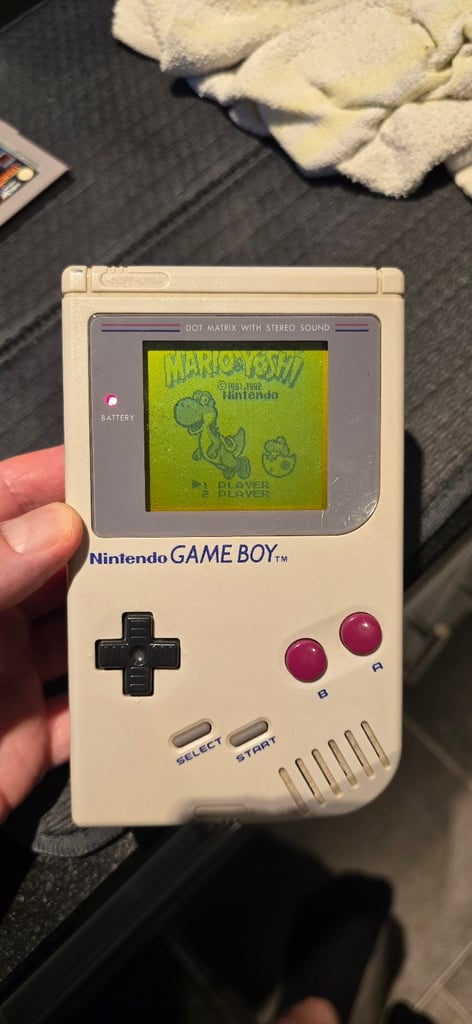 ◁OFF•ON▷
DOT MATRIX WITH STEREO SOUND
BATTERY
MARIO & YOSHI
©1991,1992
Nintendo
▶1 PLAYER
2 PLAYER
Nintendo GAME BOY™
B
A
SELECT
START